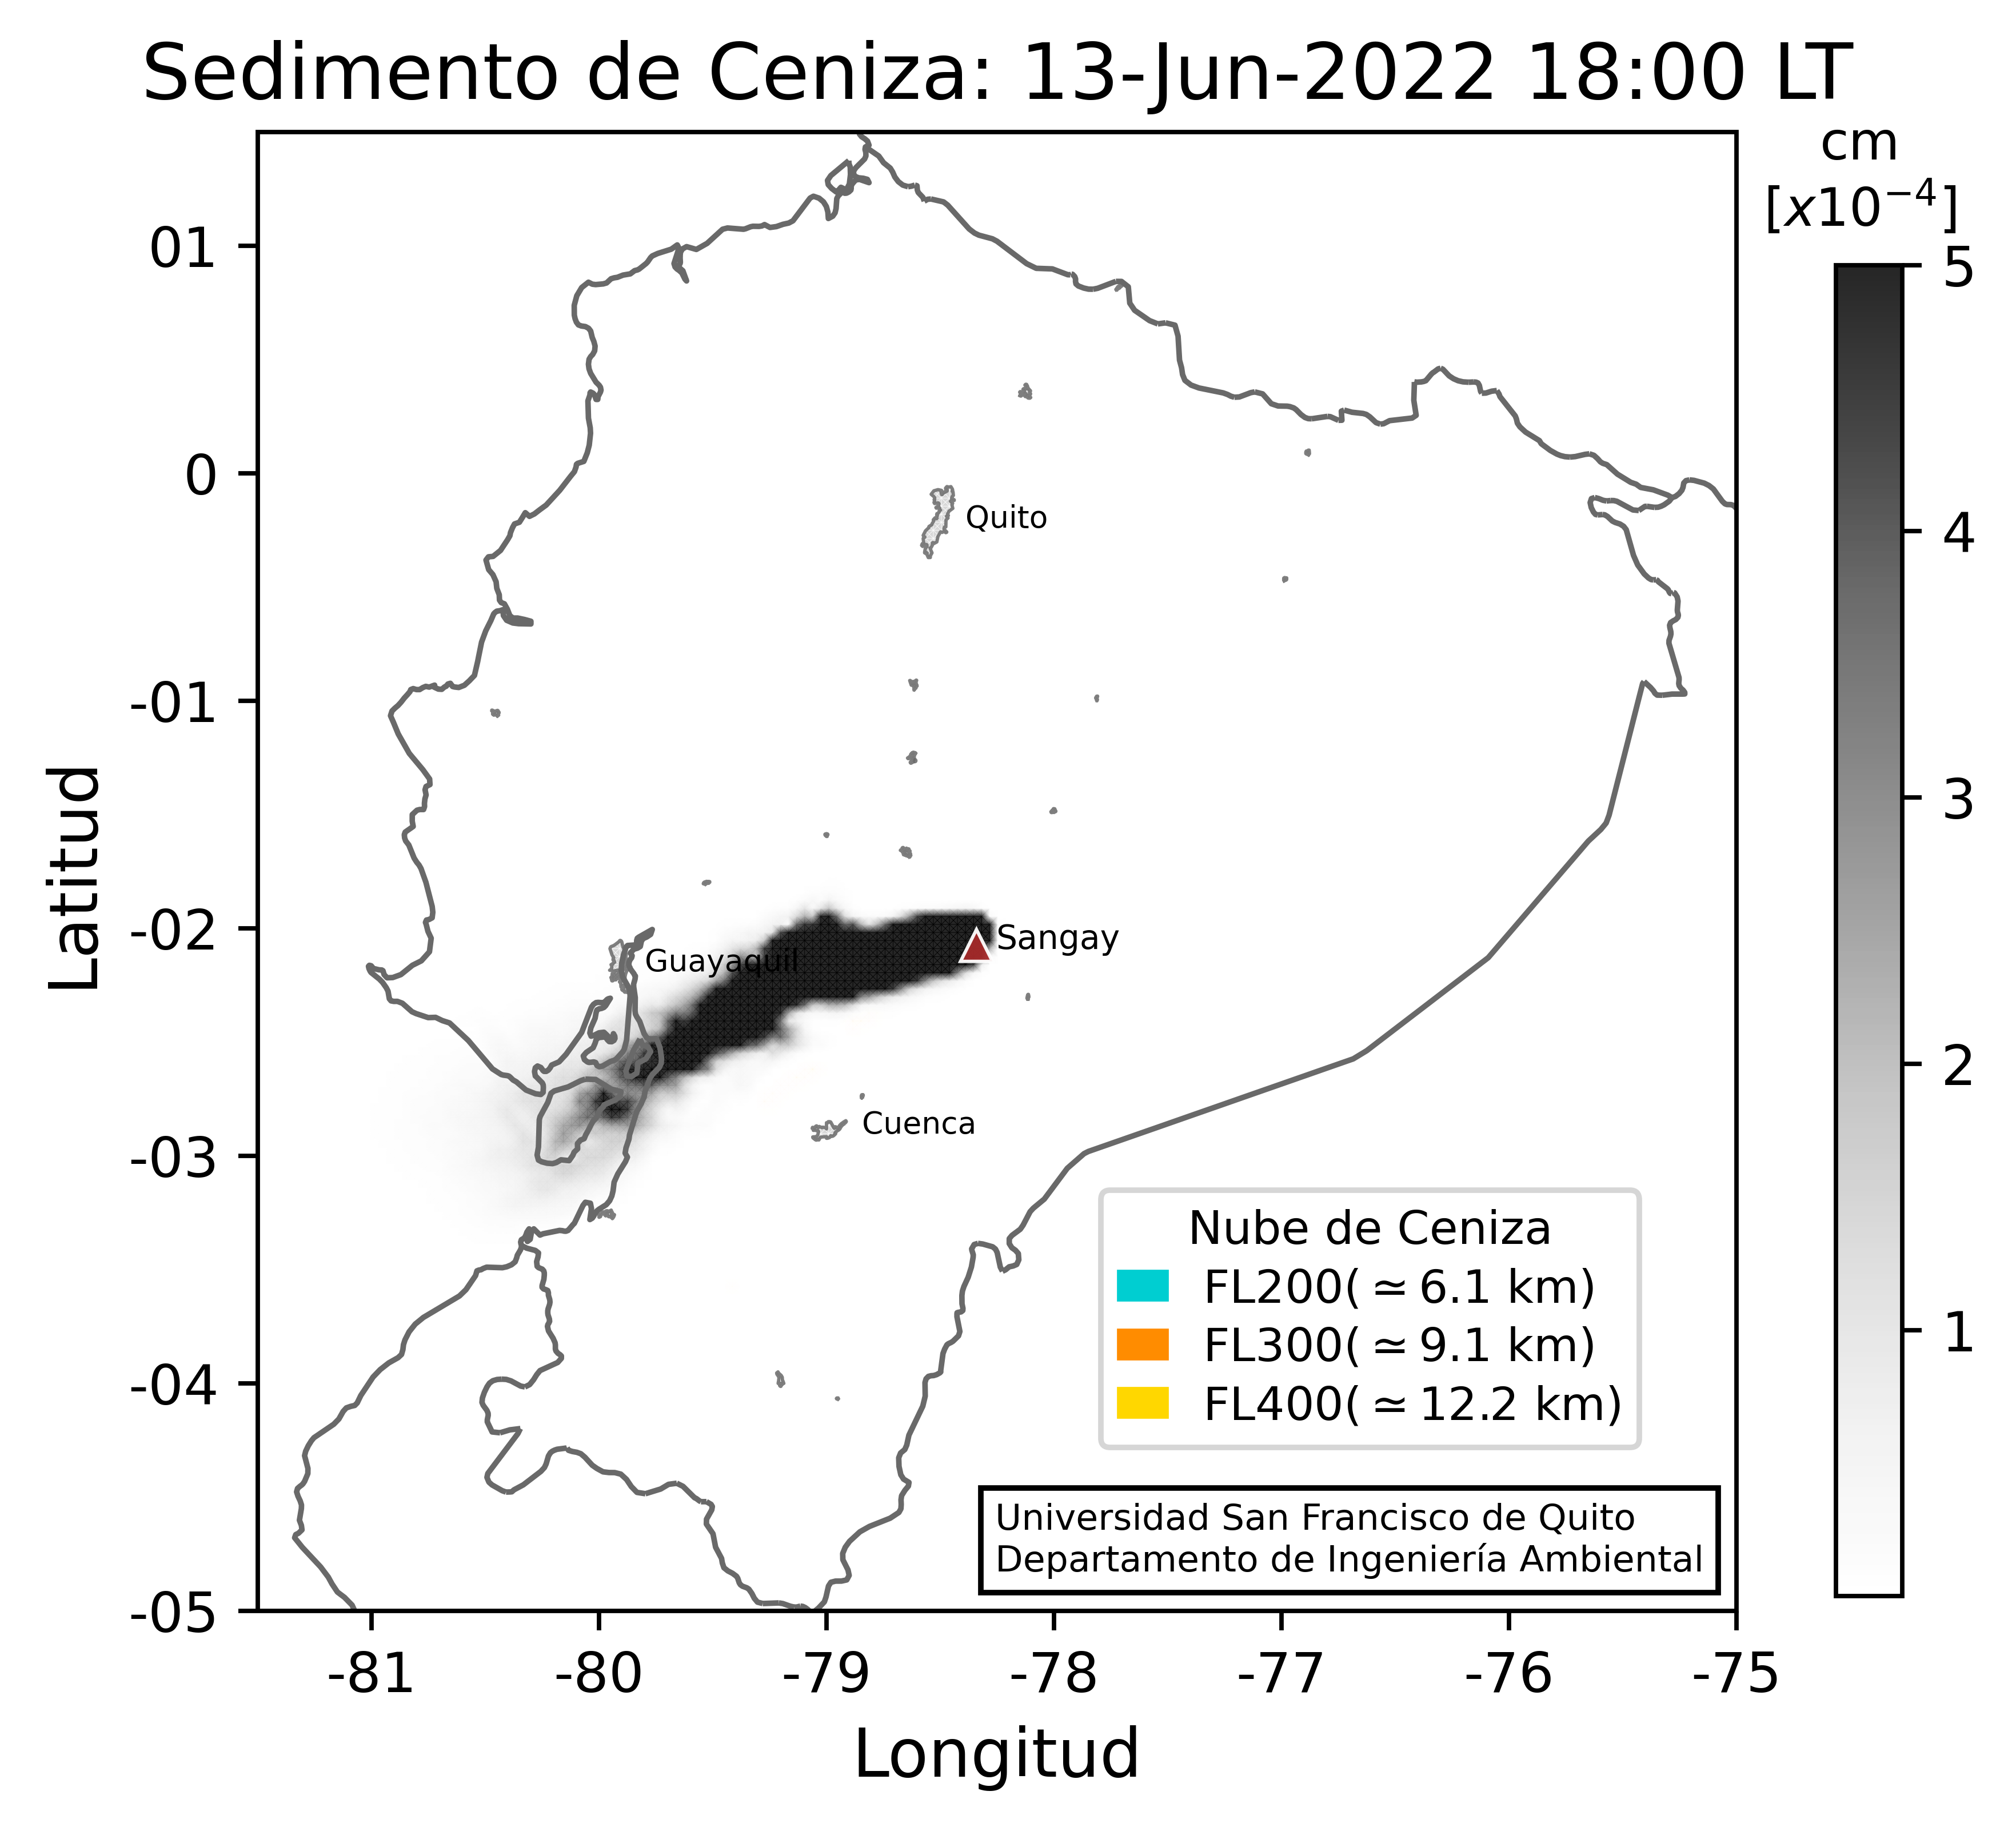 Sedimento de Ceniza: 13-Jun-2022 18:00 LT
cm
[x10⁻⁴]
5
4
3
2
1
01
0
-01
-02
-03
-04
-05
Latitud
Quito
Sangay
Guayaquil
Cuenca
Nube de Ceniza
FL200( ≃ 6.1 km)
FL300( ≃ 9.1 km)
FL400( ≃ 12.2 km)
Universidad San Francisco de Quito
Departamento de Ingeniería Ambiental
-81 -80 -79 -78 -77 -76 -75
Longitud